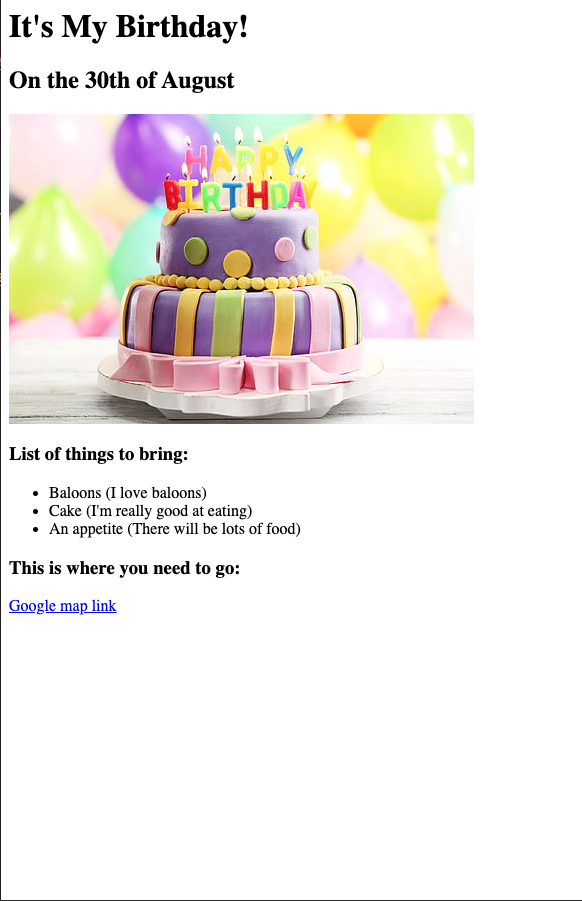 It's My Birthday!
On the 30th of August
HAPPY
BIRTHDAY
List of things to bring:
Baloons (I love baloons)
Cake (I'm really good at eating)
An appetite (There will be lots of food)
This is where you need to go:
Google map link